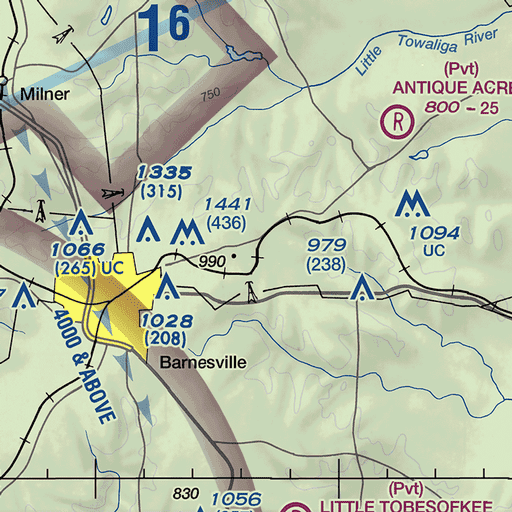 16
Towaliga River
Little
(Pvt)
ANTIQUE ACRE
800 - 25
R
Milner
750
1335
(315)
1441
(436)
1094
UC
1066
(265) UC
990
979
(238)
1028
(208)
4000 & ABOVE
Barnesville
830
1056
(Pvt)
LITTLE TOBESOFKEE